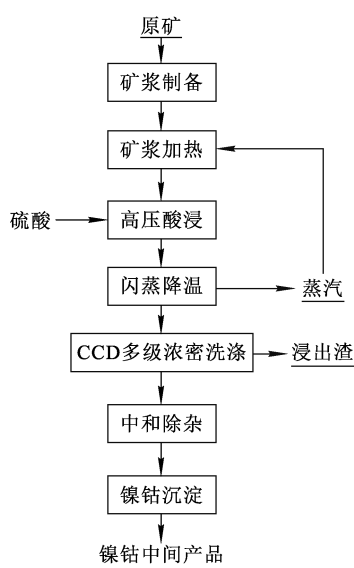 原矿
矿浆制备
矿浆加热
硫酸
高压酸浸
闪蒸降温
蒸汽
CCD多级浓密洗涤
浸出渣
中和除杂
镍钴沉淀
镍钴中间产品